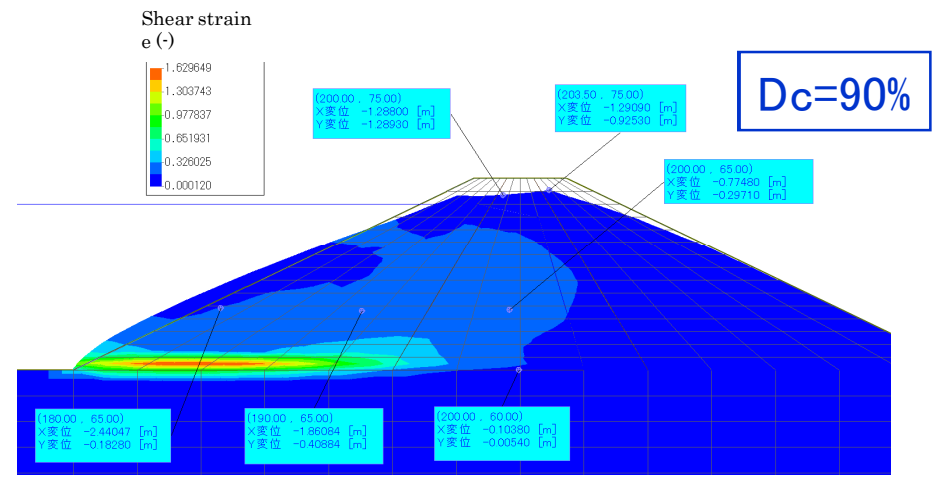 Shear strain
e (-)
1.629649
1.303743
0.977837
0.651931
0.326025
0.000120
Dc=90%
(200.00 , 75.00)
X変位 -1.28800 [m]
Y変位 -1.28930 [m]
(203.50 , 75.00)
X変位 -1.29090 [m]
Y変位 -0.92530 [m]
(200.00 , 65.00)
X変位 -0.77480 [m]
Y変位 -0.29710 [m]
(180.00 , 65.00)
X変位 -2.44047 [m]
Y変位 -0.18280 [m]
(190.00 , 65.00)
X変位 -1.86084 [m]
Y変位 -0.40884 [m]
(200.00 , 60.00)
X変位 -0.10380 [m]
Y変位 -0.00540 [m]